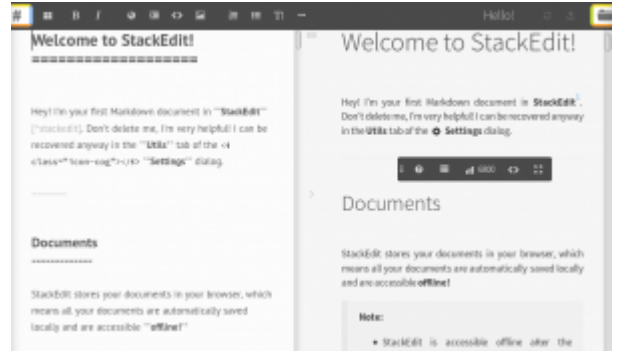 Hello!
Welcome to StackEdit!
====================
Hey! I'm your first Markdown document in **StackEdit**
[^stackedit]. Don't delete me, I'm very helpful! I can be
recovered anyway in the **Utils** tab of the <i
class="icon-cog"></i> **Settings** dialog.
----------
Documents
-------------
StackEdit stores your documents in your browser, which
means all your documents are automatically saved
locally and are accessible **offline!**
Welcome to StackEdit!
Hey! I'm your first Markdown document in StackEdit1.
Don't delete me, I'm very helpful! I can be recovered anyway
in the Utils tab of the Settings dialog.
Documents
StackEdit stores your documents in your browser, which
means all your documents are automatically saved locally
and are accessible offline!
Note:
• StackEdit is accessible offline after the